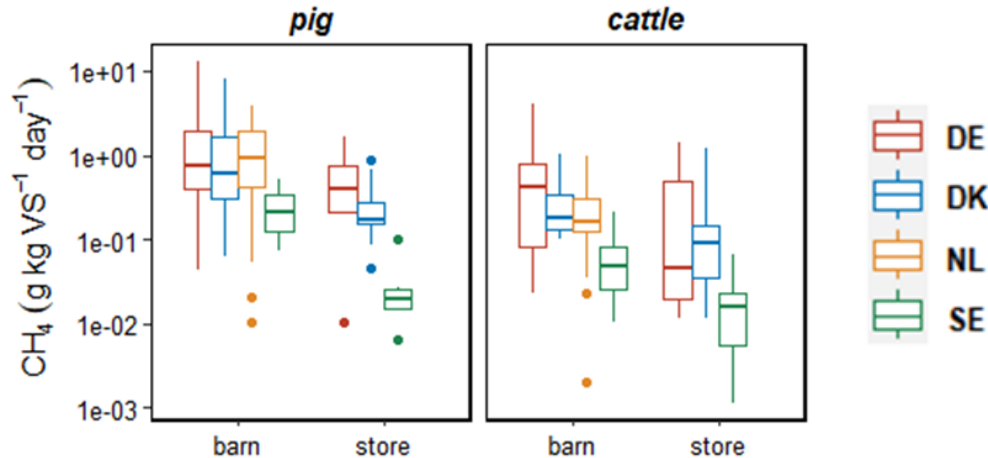 pig
cattle
CH₄ (g kg VS⁻¹ day⁻¹)
1e+01
1e+00
1e-01
1e-02
1e-03
barn
store
barn
store
DE
DK
NL
SE